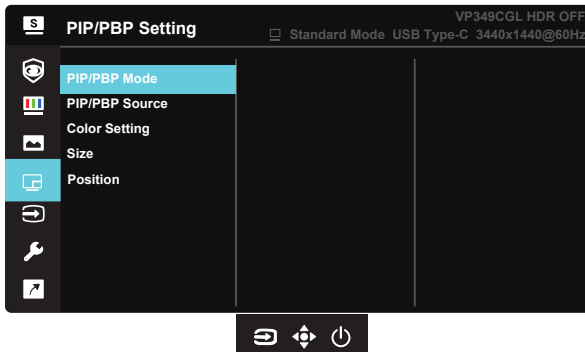 S
PIP/PBP Setting
VP349CGL HDR OFF
Standard Mode USB Type-C 3440x1440@60Hz
PIP/PBP Mode
PIP/PBP Source
Color Setting
Size
Position